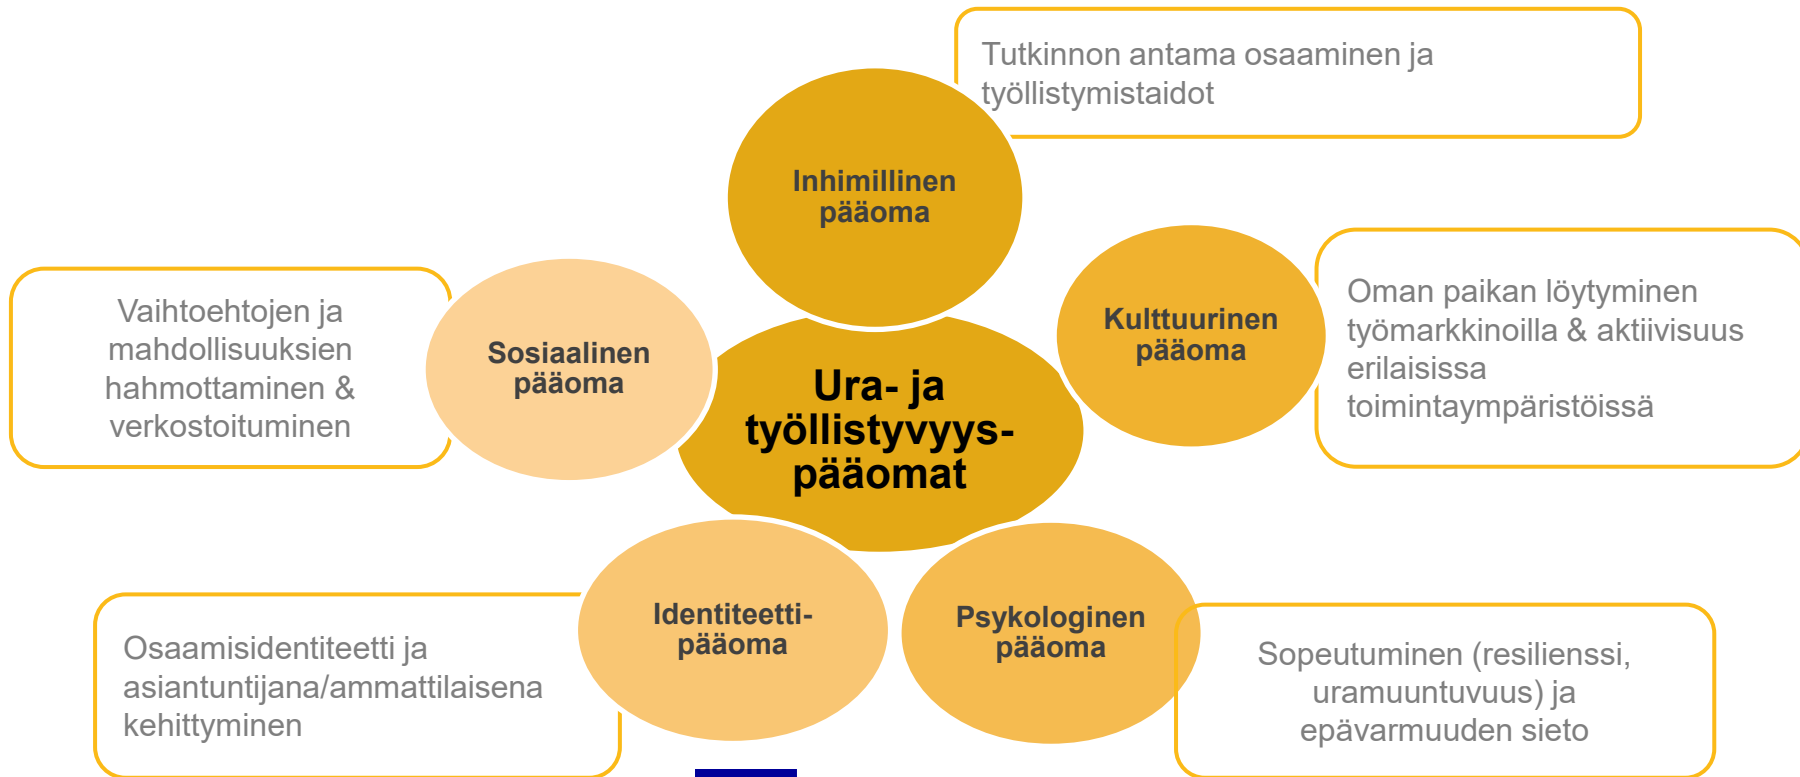 Tutkinnon antama osaaminen ja
työllistymistaidot
Inhimillinen
pääoma
Vaihtoehtojen ja
mahdollisuuksien
hahmottaminen &
verkostoituminen
Sosiaalinen
pääoma
Kulttuurinen
pääoma
Oman paikan löytyminen
työmarkkinoilla & aktiivisuus
erilaisissa
toimintaympäristöissä
Ura- ja
työllistyvyys-
pääomat
Osaamisidentiteetti ja
asiantuntijana/ammattilaisena
kehittyminen
Identiteetti-
pääoma
Psykologinen
pääoma
Sopeutuminen (resilienssi,
uramuuntuvuus) ja
epävarmuuden sieto